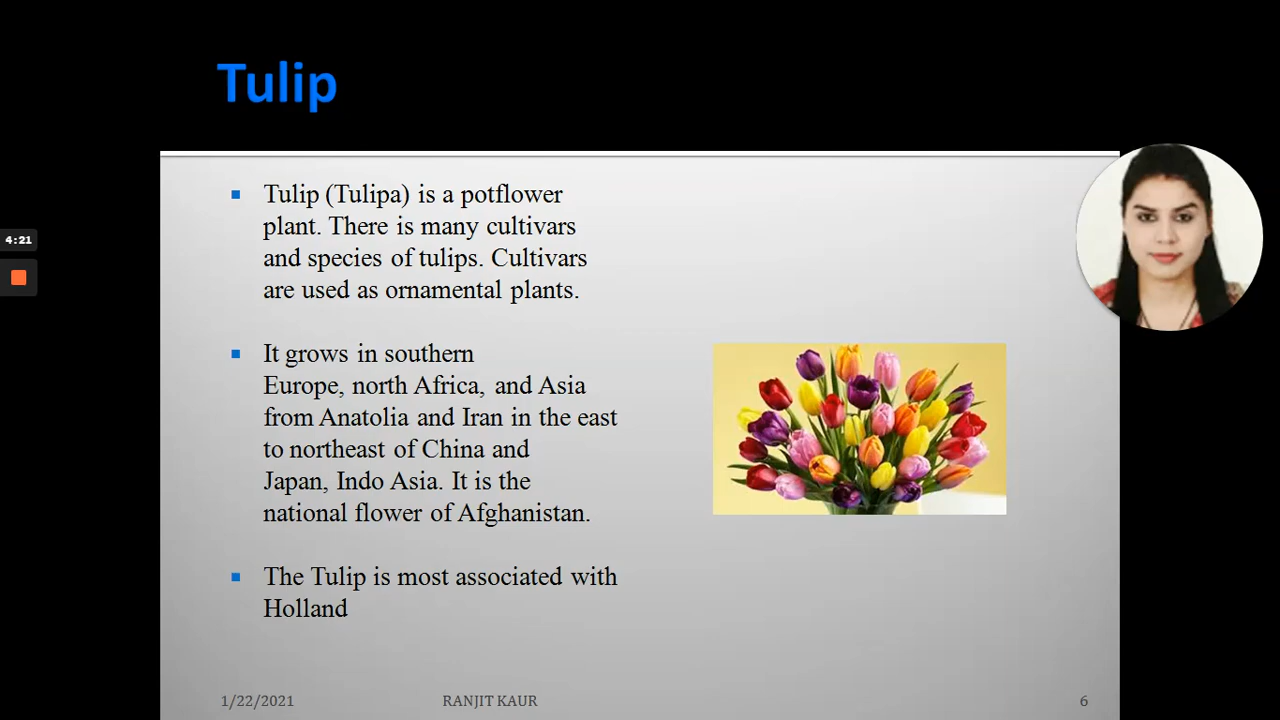 Tulip
Tulip (Tulipa) is a potflower
plant. There is many cultivars
and species of tulips. Cultivars
are used as ornamental plants.
It grows in southern
Europe, north Africa, and Asia
from Anatolia and Iran in the east
to northeast of China and
Japan, Indo Asia. It is the
national flower of Afghanistan.
The Tulip is most associated with
Holland
4:21
1/22/2021 RANJIT KAUR 6